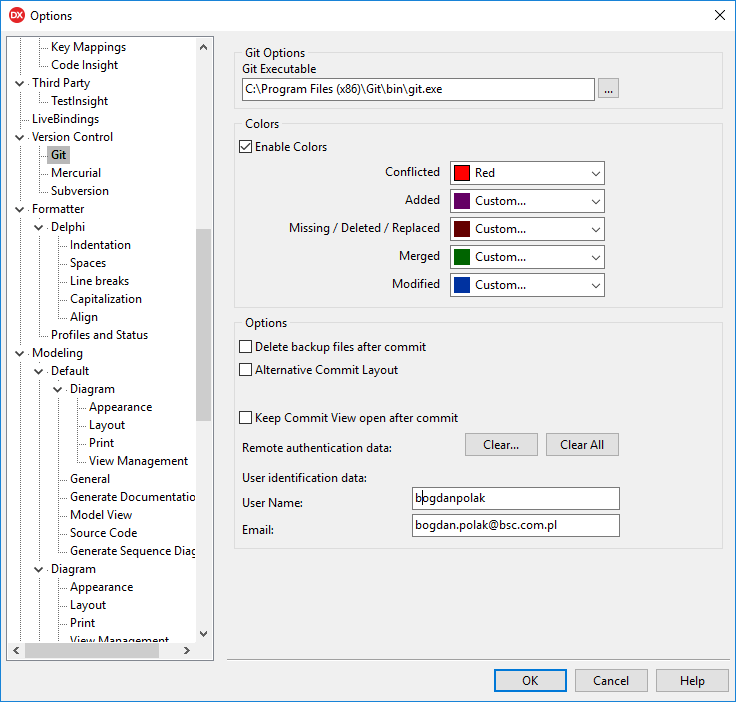 DX Options
Key Mappings
Code Insight
Third Party
TestInsight
LiveBindings
Version Control
Git
Mercurial
Subversion
Formatter
Delphi
Indentation
Spaces
Line breaks
Capitalization
Align
Profiles and Status
Modeling
Default
Diagram
Appearance
Layout
Print
View Management
General
Generate Documentatio
Model View
Source Code
Generate Sequence Diag
Diagram
Appearance
Layout
Print
View Management
Git Options
Git Executable
C:\Program Files (x86)\Git\bin\git.exe ...
Colors
Enable Colors
Conflicted Red
Added Custom...
Missing / Deleted / Replaced Custom...
Merged Custom...
Modified Custom...
Options
Delete backup files after commit
Alternative Commit Layout
Keep Commit View open after commit
Remote authentication data: Clear... Clear All
User identification data:
User Name: bogdanpolak
Email: bogdan.polak@bsc.com.pl
OK Cancel Help